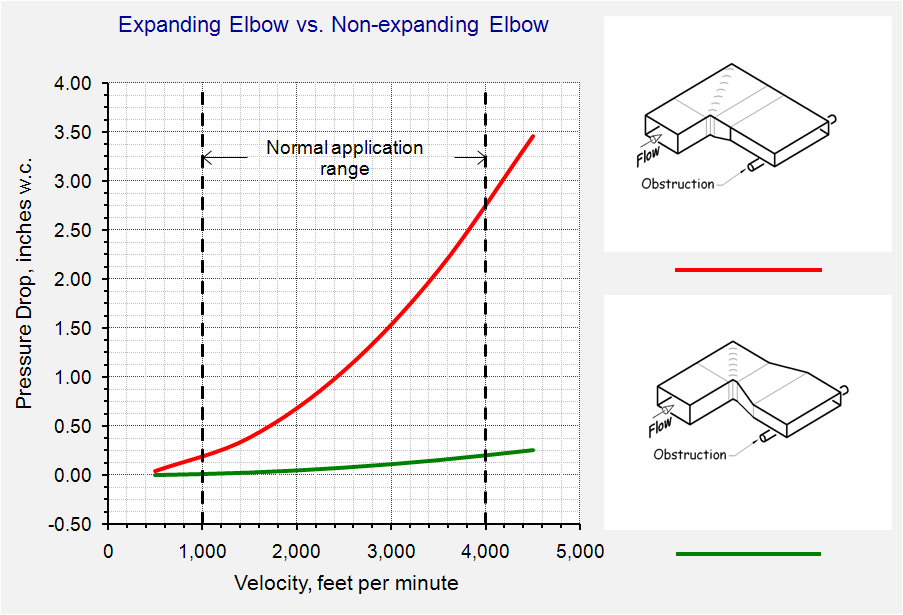 Expanding Elbow vs. Non-expanding Elbow
4.00
3.50
3.00
2.50
2.00
1.50
1.00
0.50
0.00
-0.50
Pressure Drop, inches w.c.
Normal application
range
0
1,000
2,000
3,000
4,000
5,000
Velocity, feet per minute
Flow
Obstruction
Flow
Obstruction